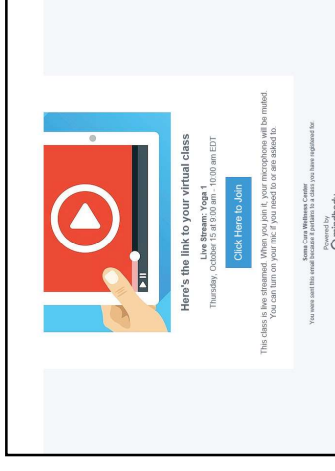 Here's the link to your virtual class
Live Stream: Yoga 1
Thursday, October 15 at 9:00 am - 10:00 am EDT
Click Here to Join
This class is live streamed. When you join it, your microphone will be muted.
You can turn on your mic if you need to or are asked to.
Soma Cura Wellness Center
You were sent this email because it pertains to a class you have registered for.
Powered by
mindbody